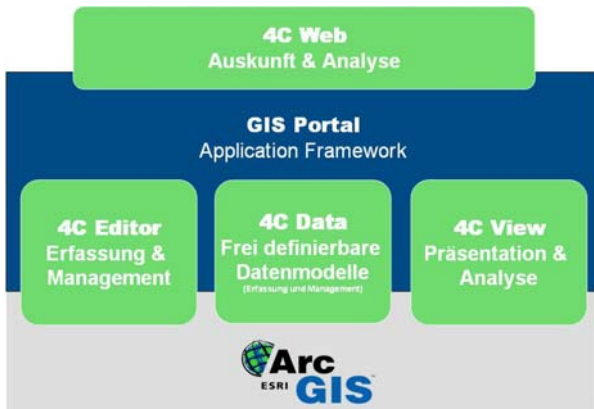 4C Web
Auskunft & Analyse
GIS Portal
Application Framework
4C Editor
Erfassung &
Management
4C Data
Frei definierbare
Datenmodelle
(Erfassung und Management)
4C View
Präsentation &
Analyse
Arc
ESRI GIS™